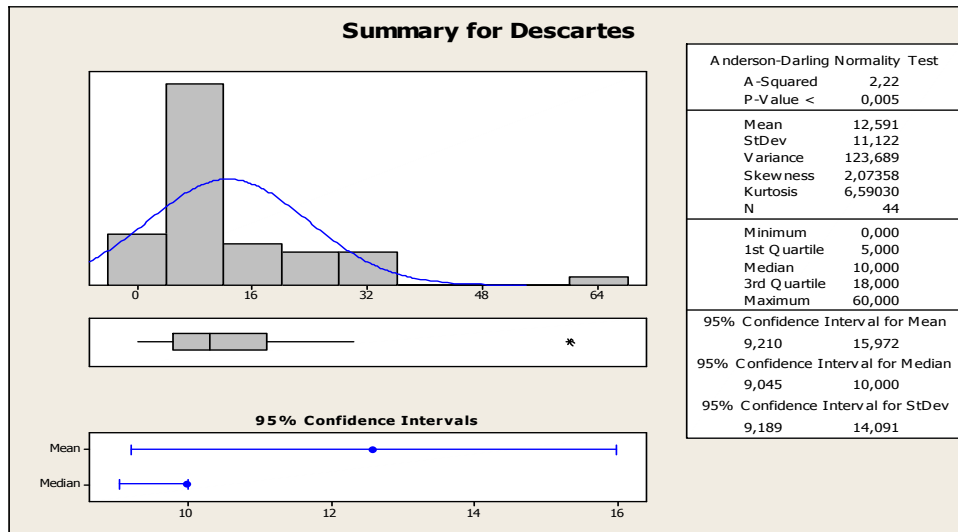 Summary for Descartes
Anderson-Darling Normality Test
A-Squared 2,22
P-Value < 0,005
Mean 12,591
StDev 11,122
Variance 123,689
Skewness 2,07358
Kurtosis 6,59030
N 44
Minimum 0,000
1st Quartile 5,000
Median 10,000
3rd Quartile 18,000
Maximum 60,000
95% Confidence Interval for Mean
9,210 15,972
95% Confidence Interval for Median
9,045 10,000
95% Confidence Interval for StDev
9,189 14,091
0 16 32 48 64
95% Confidence Intervals
Mean
Median
10 12 14 16